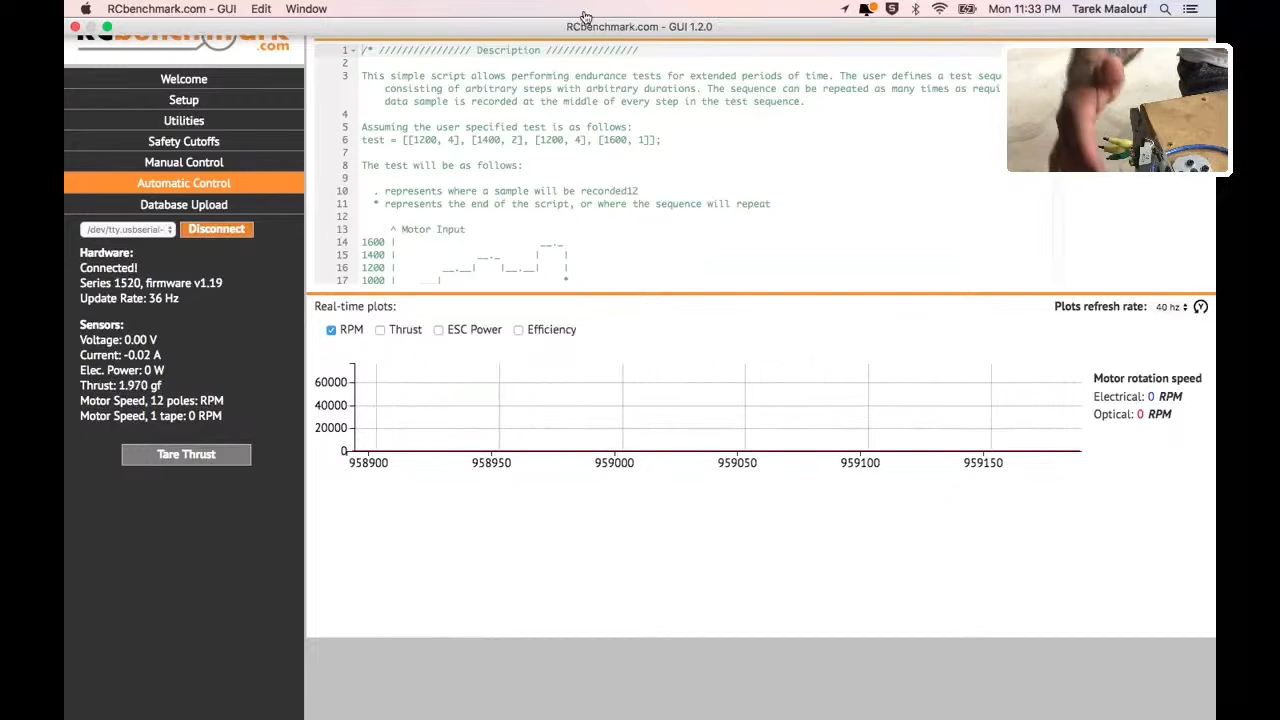 RCbenchmark.com - GUI Edit Window Mon 11:33 PM Tarek Maalouf
RCbenchmark.com - GUI 1.2.0
.com
Welcome
Setup
Utilities
Safety Cutoffs
Manual Control
Automatic Control
Database Upload
/dev/tty.usbserial- Disconnect
Hardware:
Connected!
Series 1520, firmware v1.19
Update Rate: 36 Hz
Sensors:
Voltage: 0.00 V
Current: -0.02 A
Elec. Power: 0 W
Thrust: 1.970 gf
Motor Speed, 12 poles: RPM
Motor Speed, 1 tape: 0 RPM
Tare Thrust
1 /* //////////////// Description ////////////////
2
3 This simple script allows performing endurance tests for extended periods of time. The user defines a test sequ
consisting of arbitrary steps with arbitrary durations. The sequence can be repeated as many times as requi
data sample is recorded at the middle of every step in the test sequence.
4
5 Assuming the user specified test is as follows:
6 test = [[1200, 4], [1400, 2], [1200, 4], [1600, 1]];
7
8 The test will be as follows:
9
10 . represents where a sample will be recorded12
11 * represents the end of the script, or where the sequence will repeat
12
13 ^ Motor Input
14 1600 | __._
15 1400 | __._ | |
16 1200 | __.__| |__.__| |
17 1000 | ___| *
Real-time plots: Plots refresh rate: 40 hz
RPM Thrust ESC Power Efficiency
60000
40000
20000
0
958900 958950 959000 959050 959100 959150
Motor rotation speed
Electrical: 0 RPM
Optical: 0 RPM